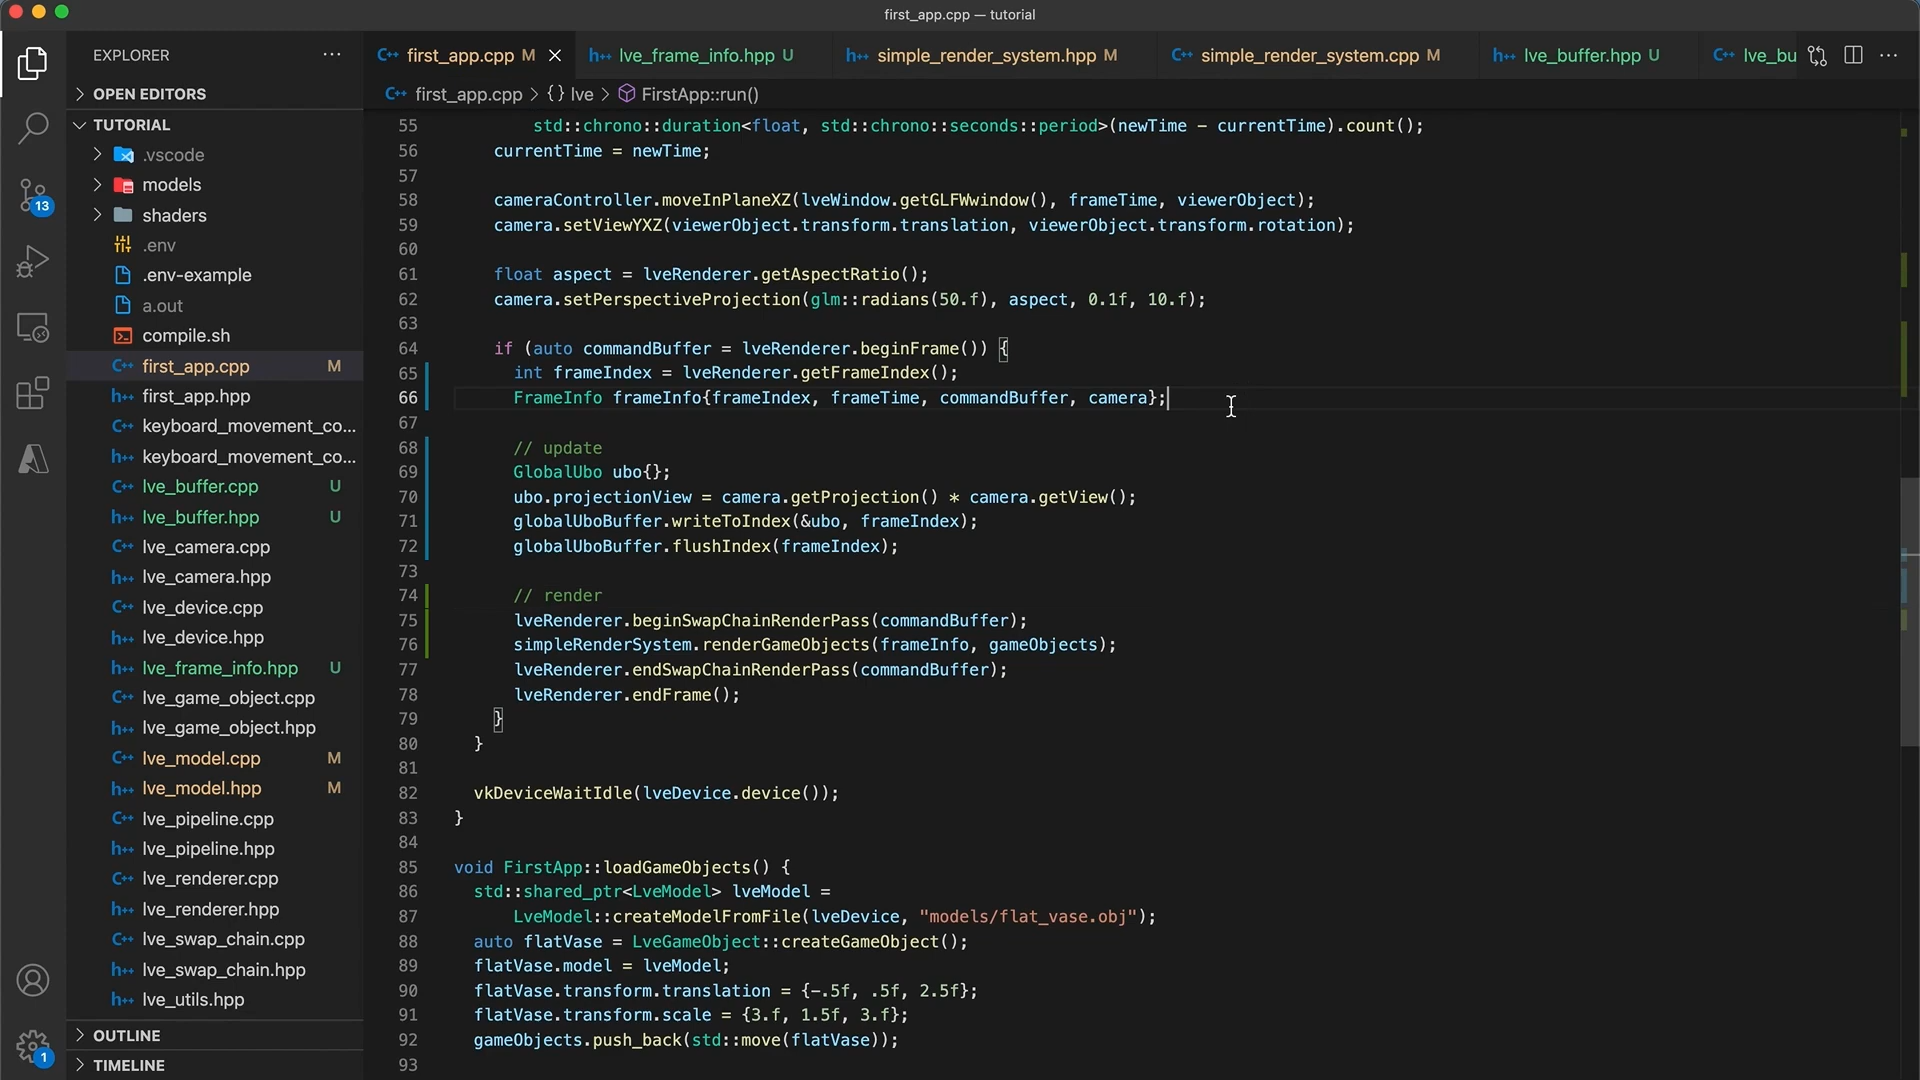 first_app.cpp — tutorial
EXPLORER
OPEN EDITORS
TUTORIAL
.vscode
models
shaders
.env
.env-example
a.out
compile.sh
first_app.cpp M
first_app.hpp
keyboard_movement_co...
keyboard_movement_co...
lve_buffer.cpp U
lve_buffer.hpp U
lve_camera.cpp
lve_camera.hpp
lve_device.cpp
lve_device.hpp
lve_frame_info.hpp U
lve_game_object.cpp
lve_game_object.hpp
lve_model.cpp M
lve_model.hpp M
lve_pipeline.cpp
lve_pipeline.hpp
lve_renderer.cpp
lve_renderer.hpp
lve_swap_chain.cpp
lve_swap_chain.hpp
lve_utils.hpp
OUTLINE
TIMELINE
13
1
first_app.cpp M lve_frame_info.hpp U simple_render_system.hpp M simple_render_system.cpp M lve_buffer.hpp U lve_bu
first_app.cpp > {} lve > FirstApp::run()
55 std::chrono::duration<float, std::chrono::seconds::period>(newTime - currentTime).count();
56 currentTime = newTime;
57
58 cameraController.moveInPlaneXZ(lveWindow.getGLFWwindow(), frameTime, viewerObject);
59 camera.setViewYXZ(viewerObject.transform.translation, viewerObject.transform.rotation);
60
61 float aspect = lveRenderer.getAspectRatio();
62 camera.setPerspectiveProjection(glm::radians(50.f), aspect, 0.1f, 10.f);
63
64 if (auto commandBuffer = lveRenderer.beginFrame()) {
65 int frameIndex = lveRenderer.getFrameIndex();
66 FrameInfo frameInfo{frameIndex, frameTime, commandBuffer, camera};
67
68 // update
69 GlobalUbo ubo{};
70 ubo.projectionView = camera.getProjection() * camera.getView();
71 globalUboBuffer.writeToIndex(&ubo, frameIndex);
72 globalUboBuffer.flushIndex(frameIndex);
73
74 // render
75 lveRenderer.beginSwapChainRenderPass(commandBuffer);
76 simpleRenderSystem.renderGameObjects(frameInfo, gameObjects);
77 lveRenderer.endSwapChainRenderPass(commandBuffer);
78 lveRenderer.endFrame();
79 }
80 }
81
82 vkDeviceWaitIdle(lveDevice.device());
83 }
84
85 void FirstApp::loadGameObjects() {
86 std::shared_ptr<LveModel> lveModel =
87 LveModel::createModelFromFile(lveDevice, "models/flat_vase.obj");
88 auto flatVase = LveGameObject::createGameObject();
89 flatVase.model = lveModel;
90 flatVase.transform.translation = {-.5f, .5f, 2.5f};
91 flatVase.transform.scale = {3.f, 1.5f, 3.f};
92 gameObjects.push_back(std::move(flatVase));
93